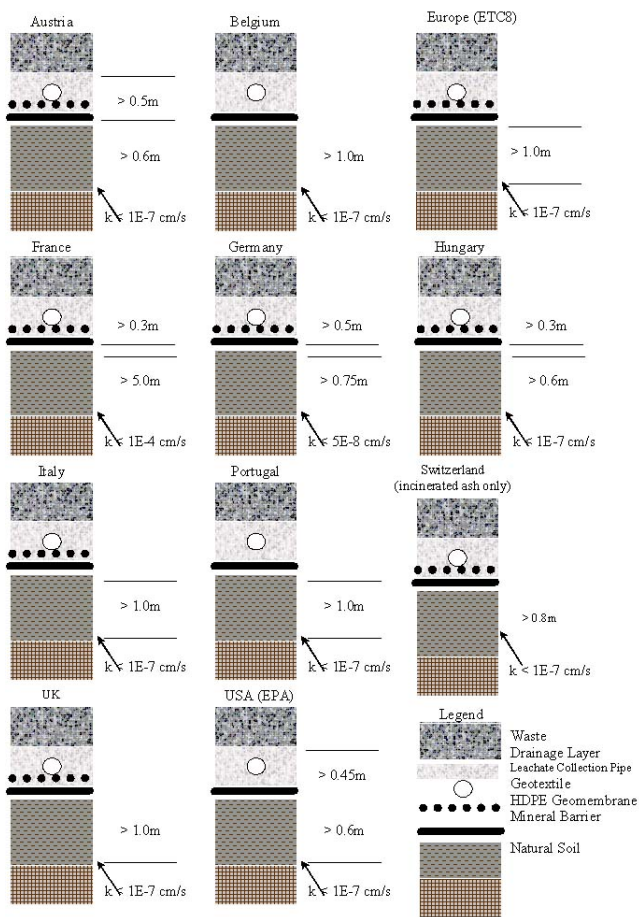 Austria
> 0.5m
> 0.6m
k < 1E-7 cm/s
Belgium
> 1.0m
k < 1E-7 cm/s
Europe (ETC8)
> 1.0m
k < 1E-7 cm/s
France
> 0.3m
> 5.0m
k < 1E-4 cm/s
Germany
> 0.5m
> 0.75m
k < 5E-8 cm/s
Hungary
> 0.3m
> 0.6m
k < 1E-7 cm/s
Italy
> 1.0m
k < 1E-7 cm/s
Portugal
> 1.0m
k < 1E-7 cm/s
Switzerland
(incinerated ash only)
> 0.8m
k < 1E-7 cm/s
UK
> 1.0m
k < 1E-7 cm/s
USA (EPA)
> 0.45m
> 0.6m
k < 1E-7 cm/s
Legend
Waste
Drainage Layer
Leachate Collection Pipe
Geotextile
HDPE Geomembrane
Mineral Barrier
Natural Soil